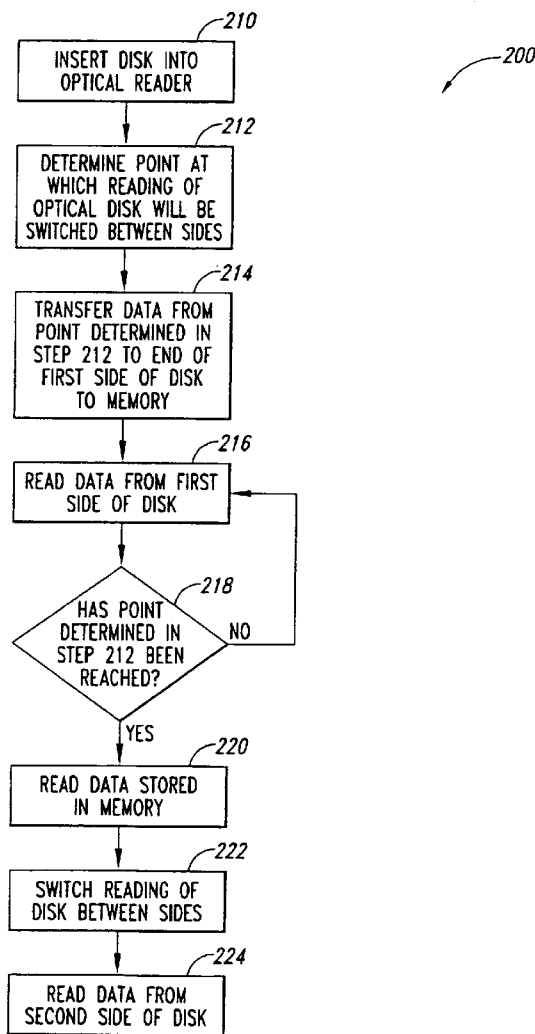 210
INSERT DISK INTO
OPTICAL READER
200
212
DETERMINE POINT AT
WHICH READING OF
OPTICAL DISK WILL BE
SWITCHED BETWEEN SIDES
214
TRANSFER DATA FROM
POINT DETERMINED IN
STEP 212 TO END OF
FIRST SIDE OF DISK
TO MEMORY
216
READ DATA FROM FIRST
SIDE OF DISK
218
HAS POINT
DETERMINED IN
STEP 212 BEEN
REACHED?
NO
YES
220
READ DATA STORED
IN MEMORY
222
SWITCH READING OF
DISK BETWEEN SIDES
224
READ DATA FROM
SECOND SIDE OF DISK